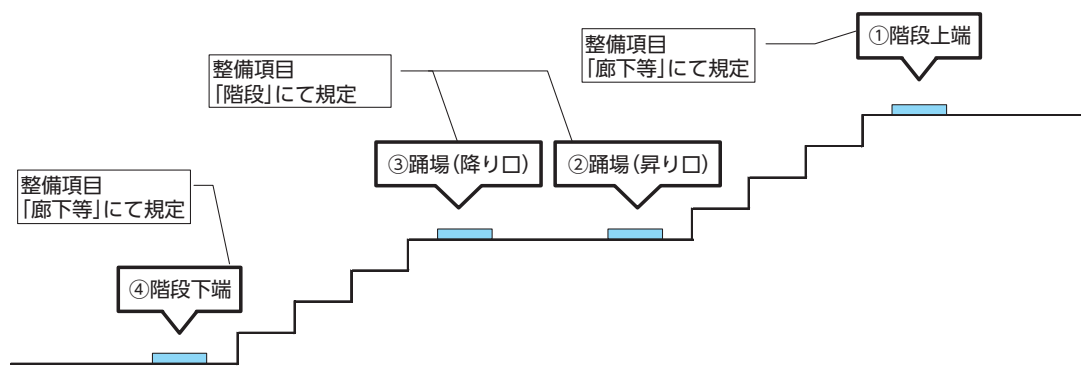 整備項目
「廊下等」にて規定
①階段上端
整備項目
「階段」にて規定
③踊場(降り口)
②踊場(昇り口)
整備項目
「廊下等」にて規定
④階段下端